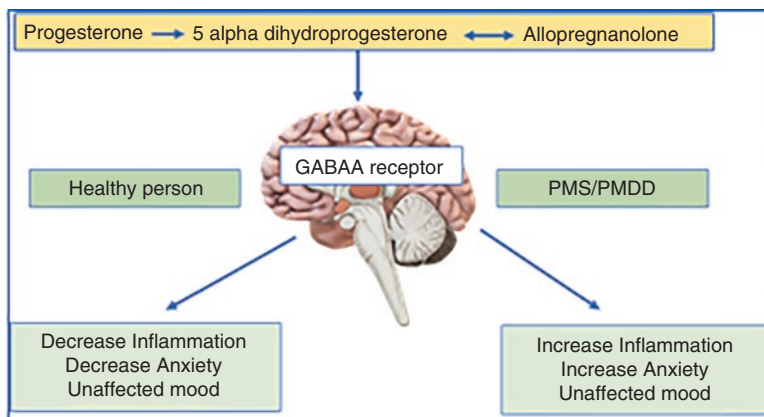 Progesterone 5 alpha dihydroprogesterone Allopregnanolone
GABAA receptor
Healthy person
PMS/PMDD
Decrease Inflammation
Decrease Anxiety
Unaffected mood
Increase Inflammation
Increase Anxiety
Unaffected mood